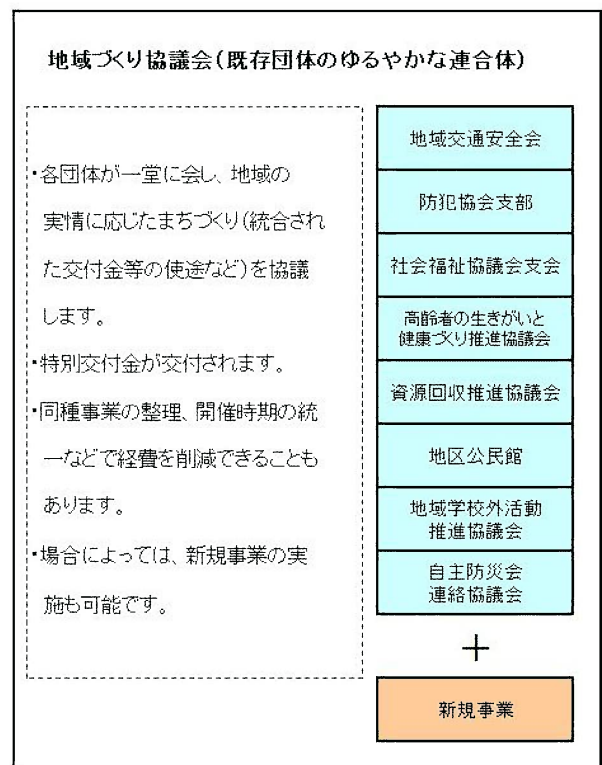 地域づくり協議会(既存団体のゆるやかな連合体)
・各団体が一堂に会し、地域の
実情に応じたまちづくり(統合され
た交付金等の使途など)を協議
します。
・特別交付金が交付されます。
・同種事業の整理、開催時期の統
一などで経費を削減できることも
あります。
・場合によっては、新規事業の実
施も可能です。
地域交通安全会
防犯協会支部
社会福祉協議会支会
高齢者の生きがいと
健康づくり推進協議会
資源回収推進協議会
地区公民館
地域学校外活動
推進協議会
自主防災会
連絡協議会
+
新規事業